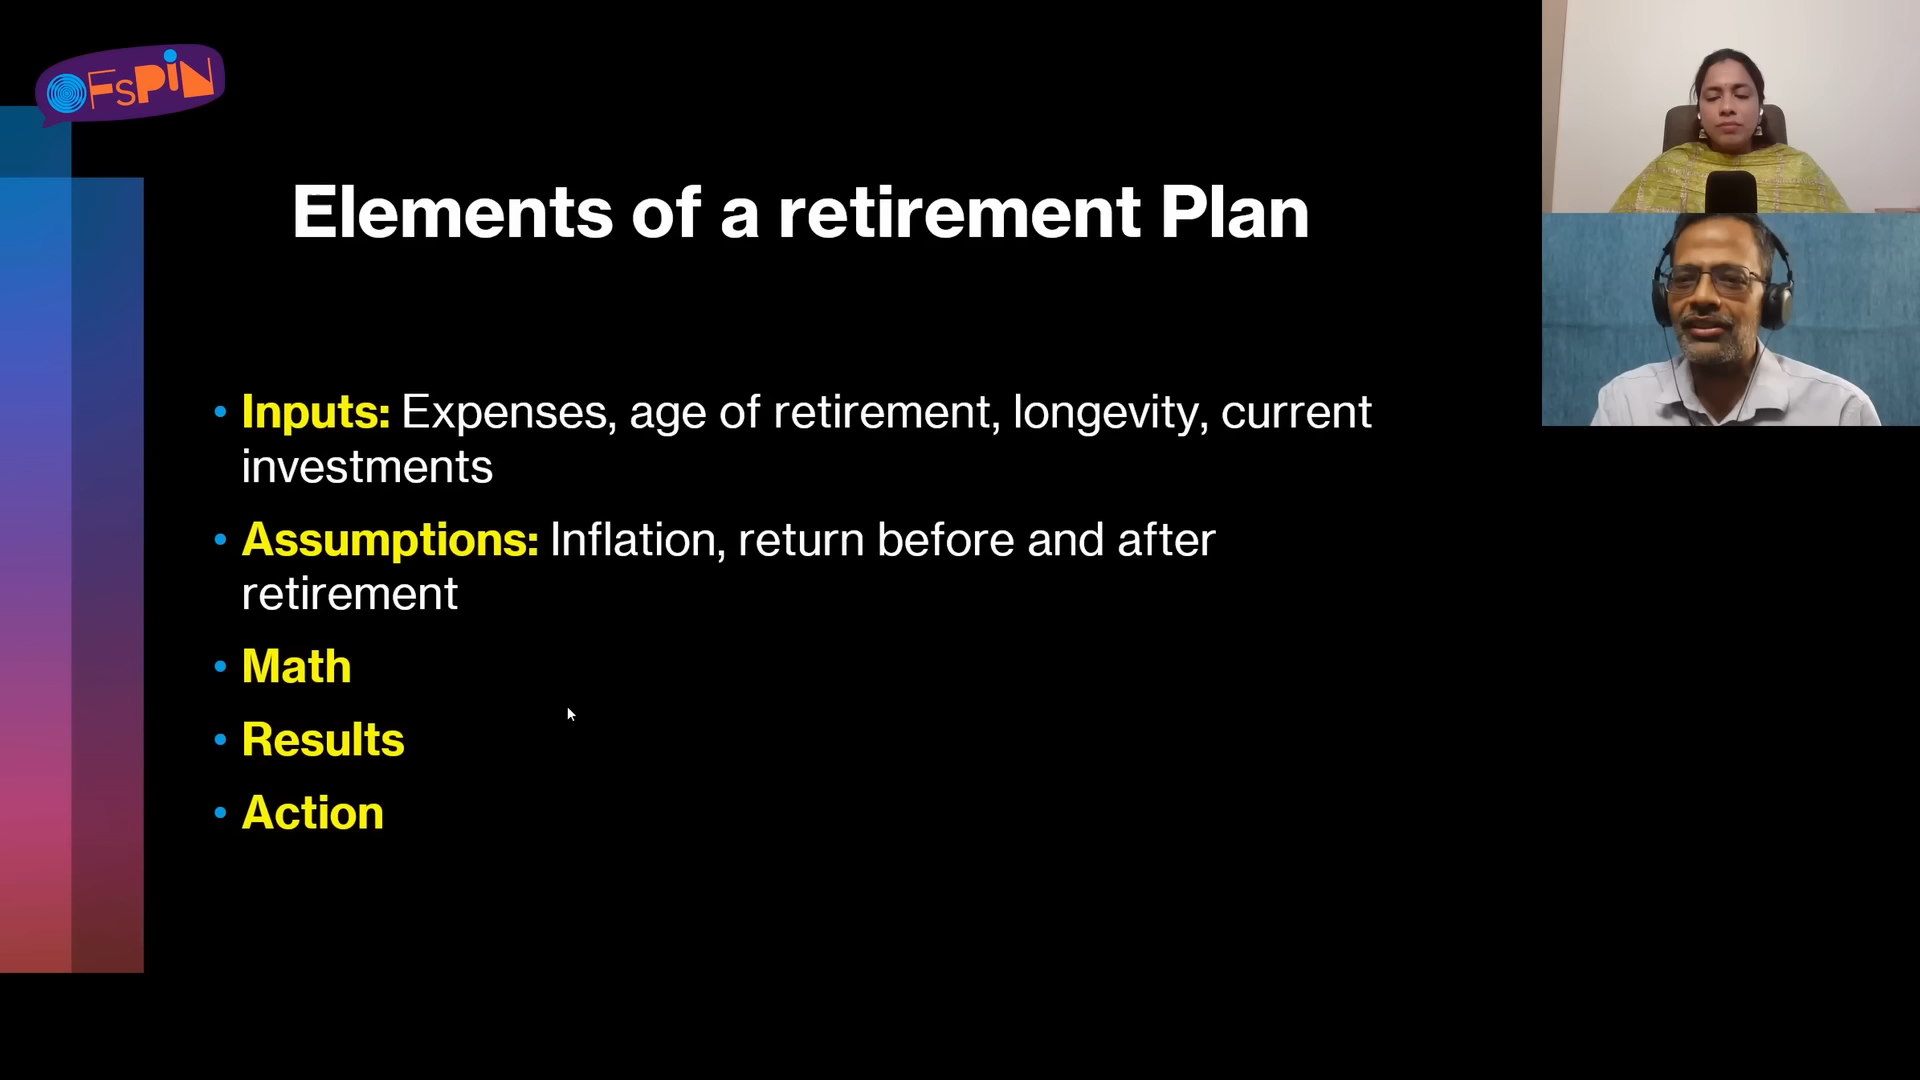 OFSPiN
Elements of a retirement Plan
• Inputs: Expenses, age of retirement, longevity, current
investments
• Assumptions: Inflation, return before and after
retirement
• Math
• Results
• Action